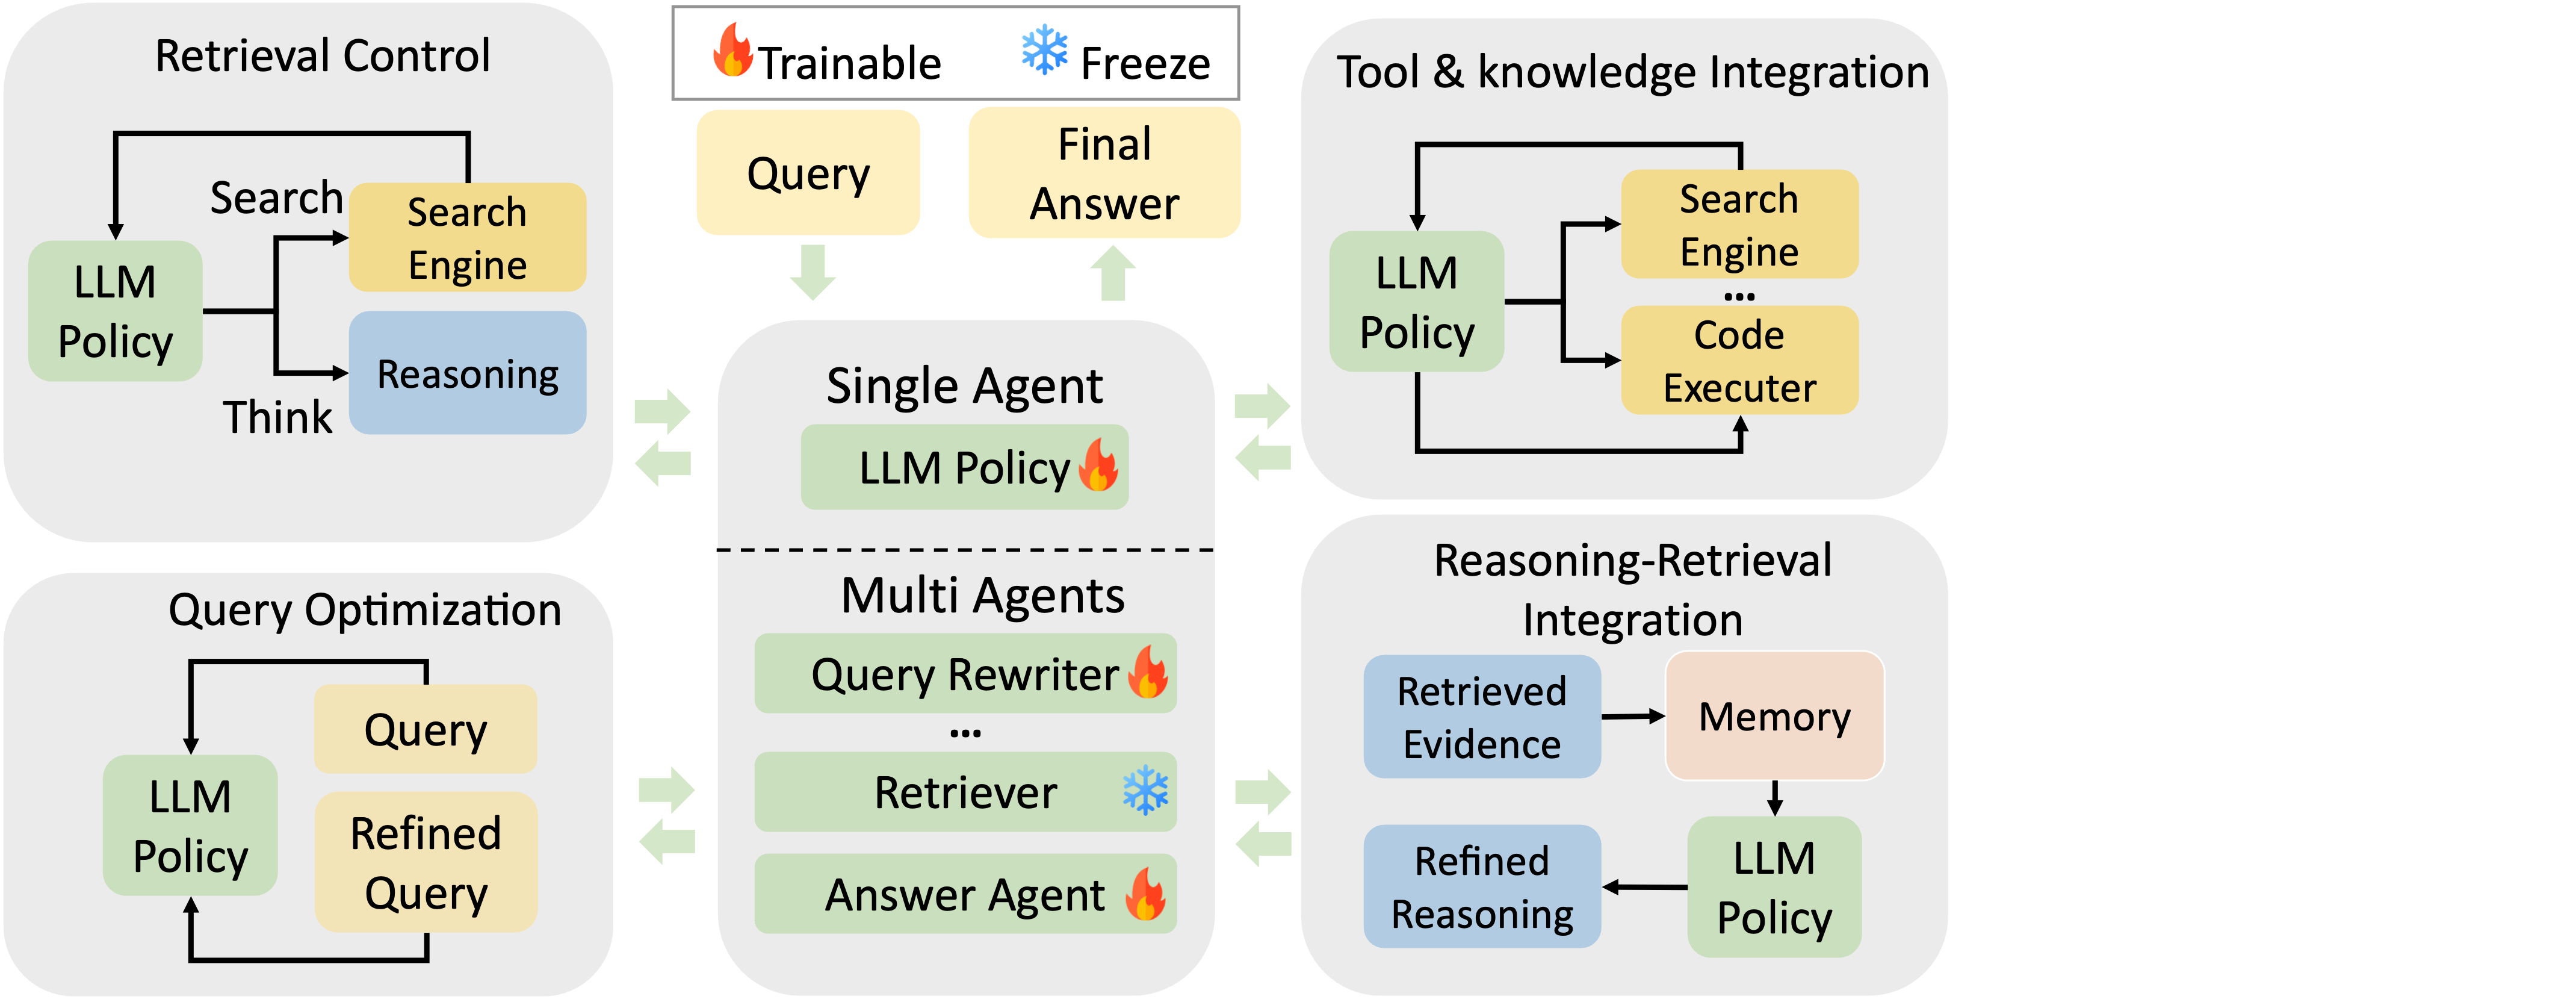 Retrieval Control
Search
Search
Engine
LLM
Policy
Reasoning
Think
Query Optimization
Query
LLM
Policy
Refined
Query
Trainable
Freeze
Query
Final
Answer
Single Agent
LLM Policy
Multi Agents
Query Rewriter
...
Retriever
Answer Agent
Tool & knowledge Integration
Search
Engine
LLM
Policy
...
Code
Executer
Reasoning-Retrieval
Integration
Retrieved
Evidence
Memory
Refined
Reasoning
LLM
Policy